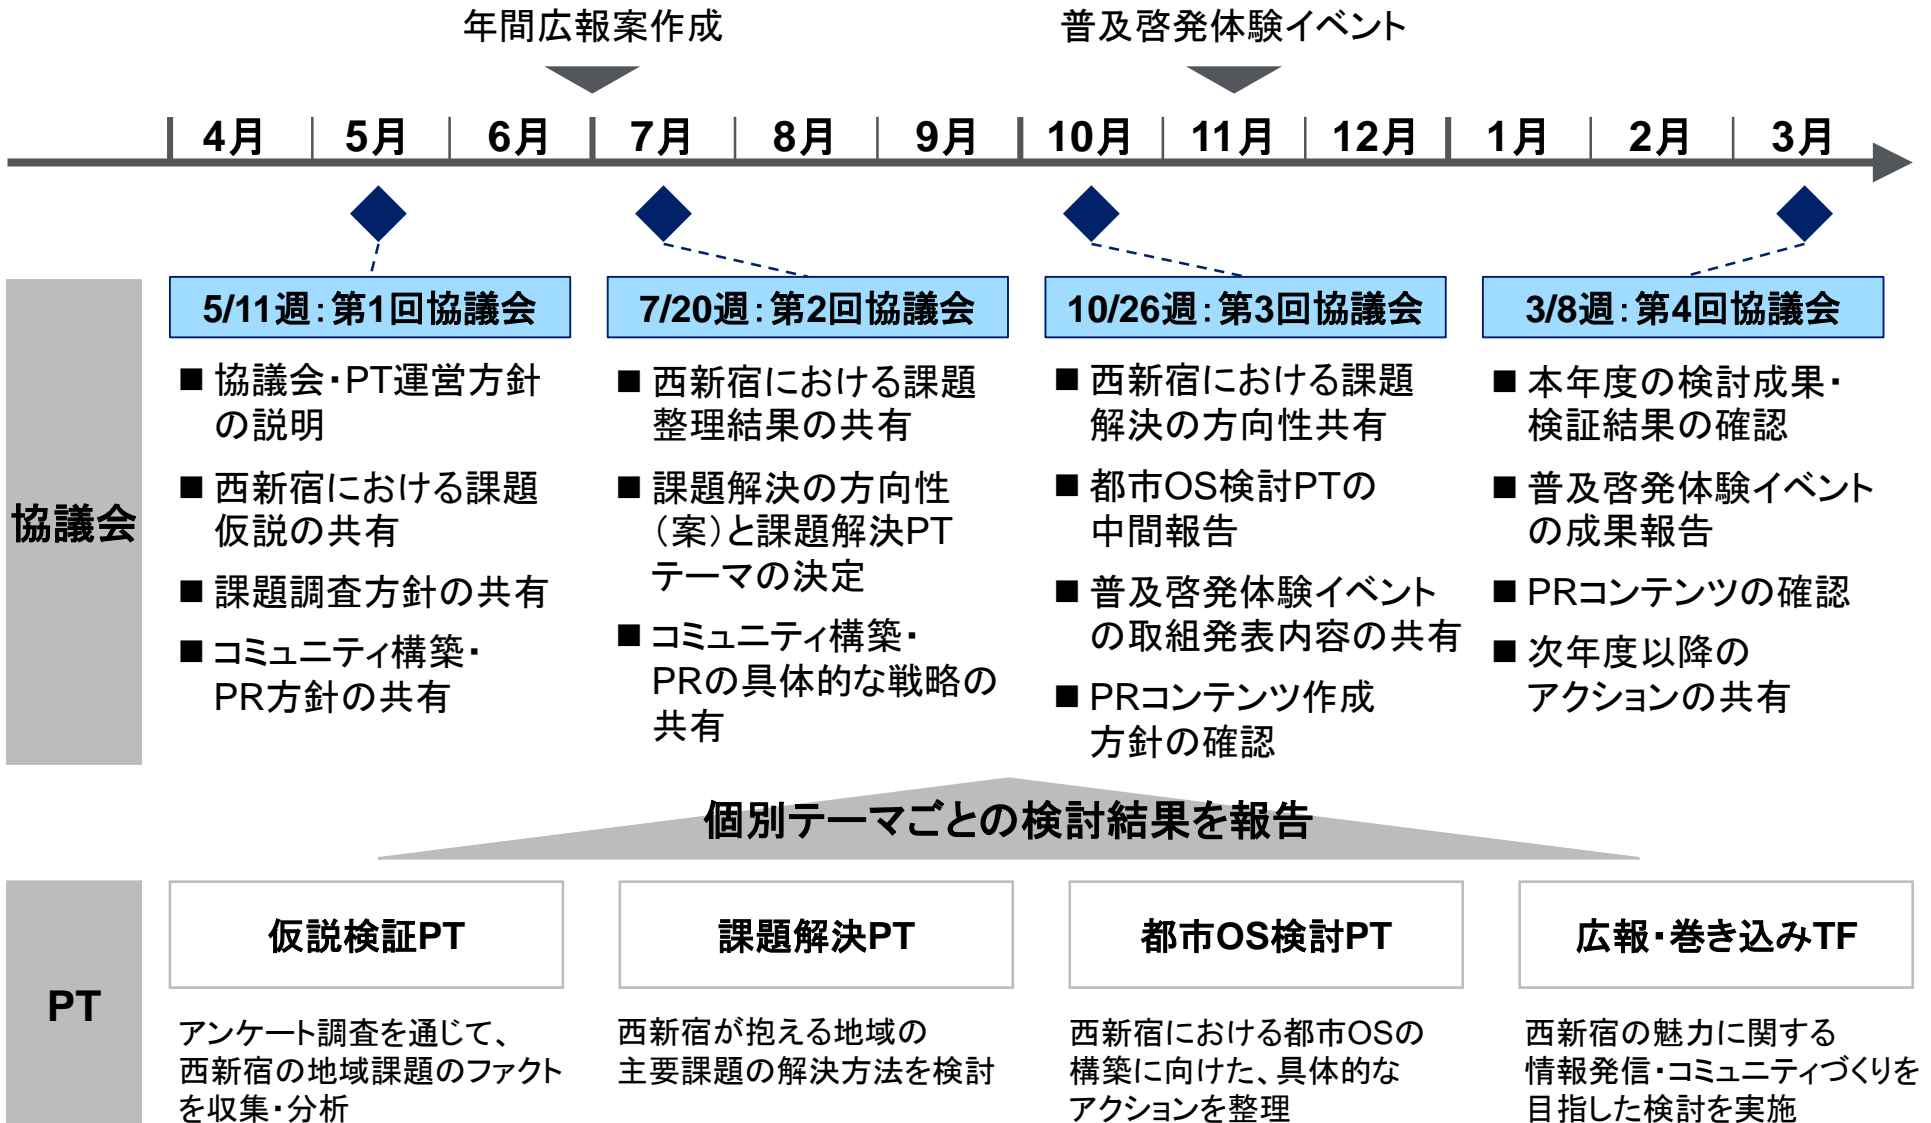 年間広報案作成
普及啓発体験イベント
4月
5月
6月
7月
8月
9月
10月
11月
12月
1月
2月
3月
協議会
5/11週：第1回協議会
■ 協議会・PT運営方針
の説明
■ 西新宿における課題
仮説の共有
■ 課題調査方針の共有
■ コミュニティ構築・
PR方針の共有
7/20週：第2回協議会
■ 西新宿における課題
整理結果の共有
■ 課題解決の方向性
（案）と課題解決PT
テーマの決定
■ コミュニティ構築・
PRの具体的な戦略の
共有
10/26週：第3回協議会
■ 西新宿における課題
解決の方向性共有
■ 都市OS検討PTの
中間報告
■ 普及啓発体験イベント
の取組発表内容の共有
■ PRコンテンツ作成
方針の確認
3/8週：第4回協議会
■ 本年度の検討成果・
検証結果の確認
■ 普及啓発体験イベント
の成果報告
■ PRコンテンツの確認
■ 次年度以降の
アクションの共有
個別テーマごとの検討結果を報告
PT
仮説検証PT
アンケート調査を通じて、
西新宿の地域課題のファクト
を収集・分析
課題解決PT
西新宿が抱える地域の
主要課題の解決方法を検討
都市OS検討PT
西新宿における都市OSの
構築に向けた、具体的な
アクションを整理
広報・巻き込みTF
西新宿の魅力に関する
情報発信・コミュニティづくりを
目指した検討を実施